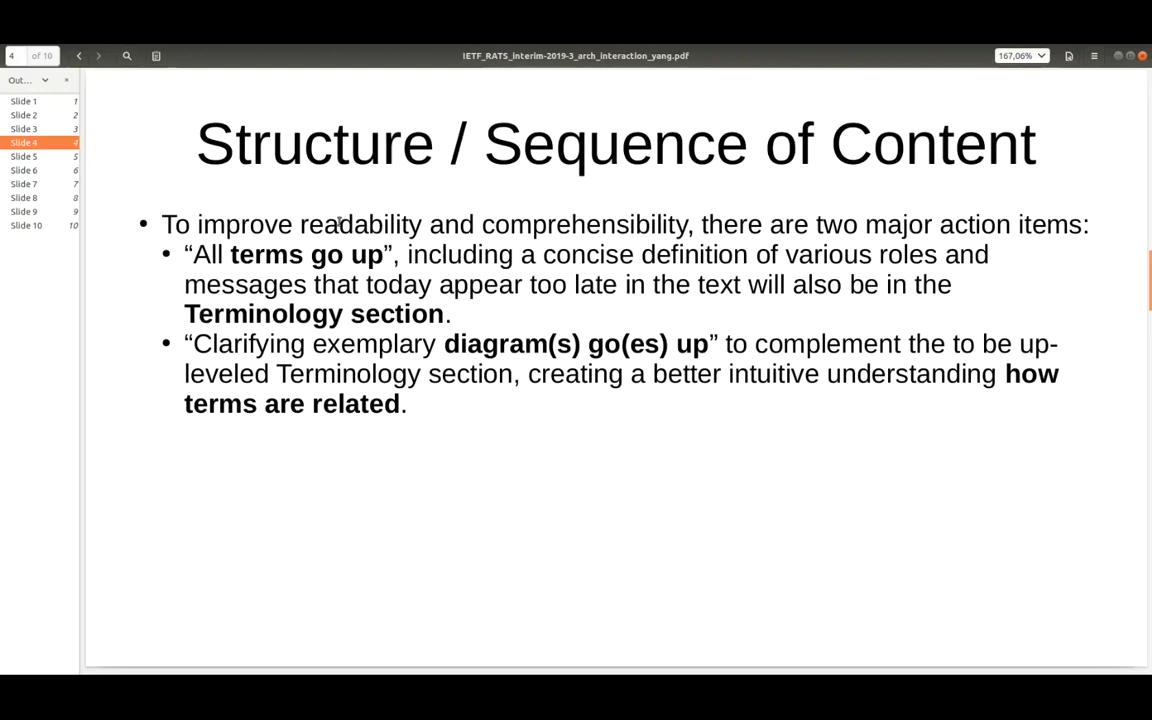 4 of 10
IETF_RATS_interim-2019-3_arch_interaction_yang.pdf
167,06%
Out...
Slide 1 1
Slide 2 2
Slide 3 3
Slide 4 4
Slide 5 5
Slide 6 6
Slide 7 7
Slide 8 8
Slide 9 9
Slide 10 10
Structure / Sequence of Content
• To improve readability and comprehensibility, there are two major action items:
• “All terms go up”, including a concise definition of various roles and
messages that today appear too late in the text will also be in the
Terminology section.
• “Clarifying exemplary diagram(s) go(es) up” to complement the to be up-
leveled Terminology section, creating a better intuitive understanding how
terms are related.